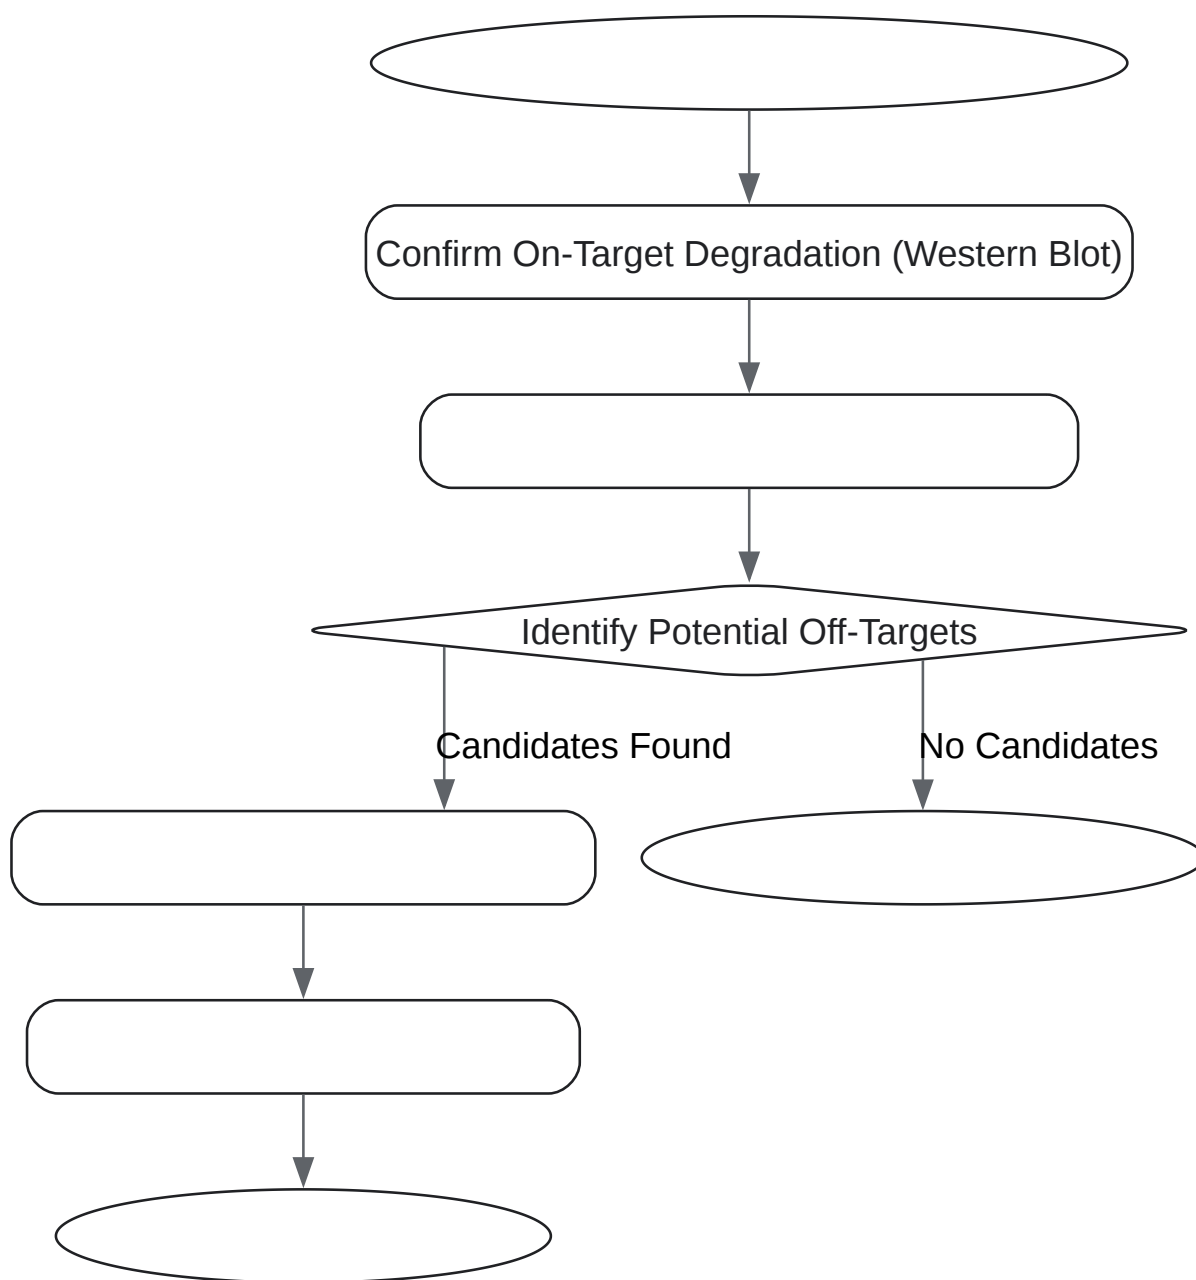 Confirm On-Target Degradation (Western Blot)
Identify Potential Off-Targets
Candidates Found
No Candidates